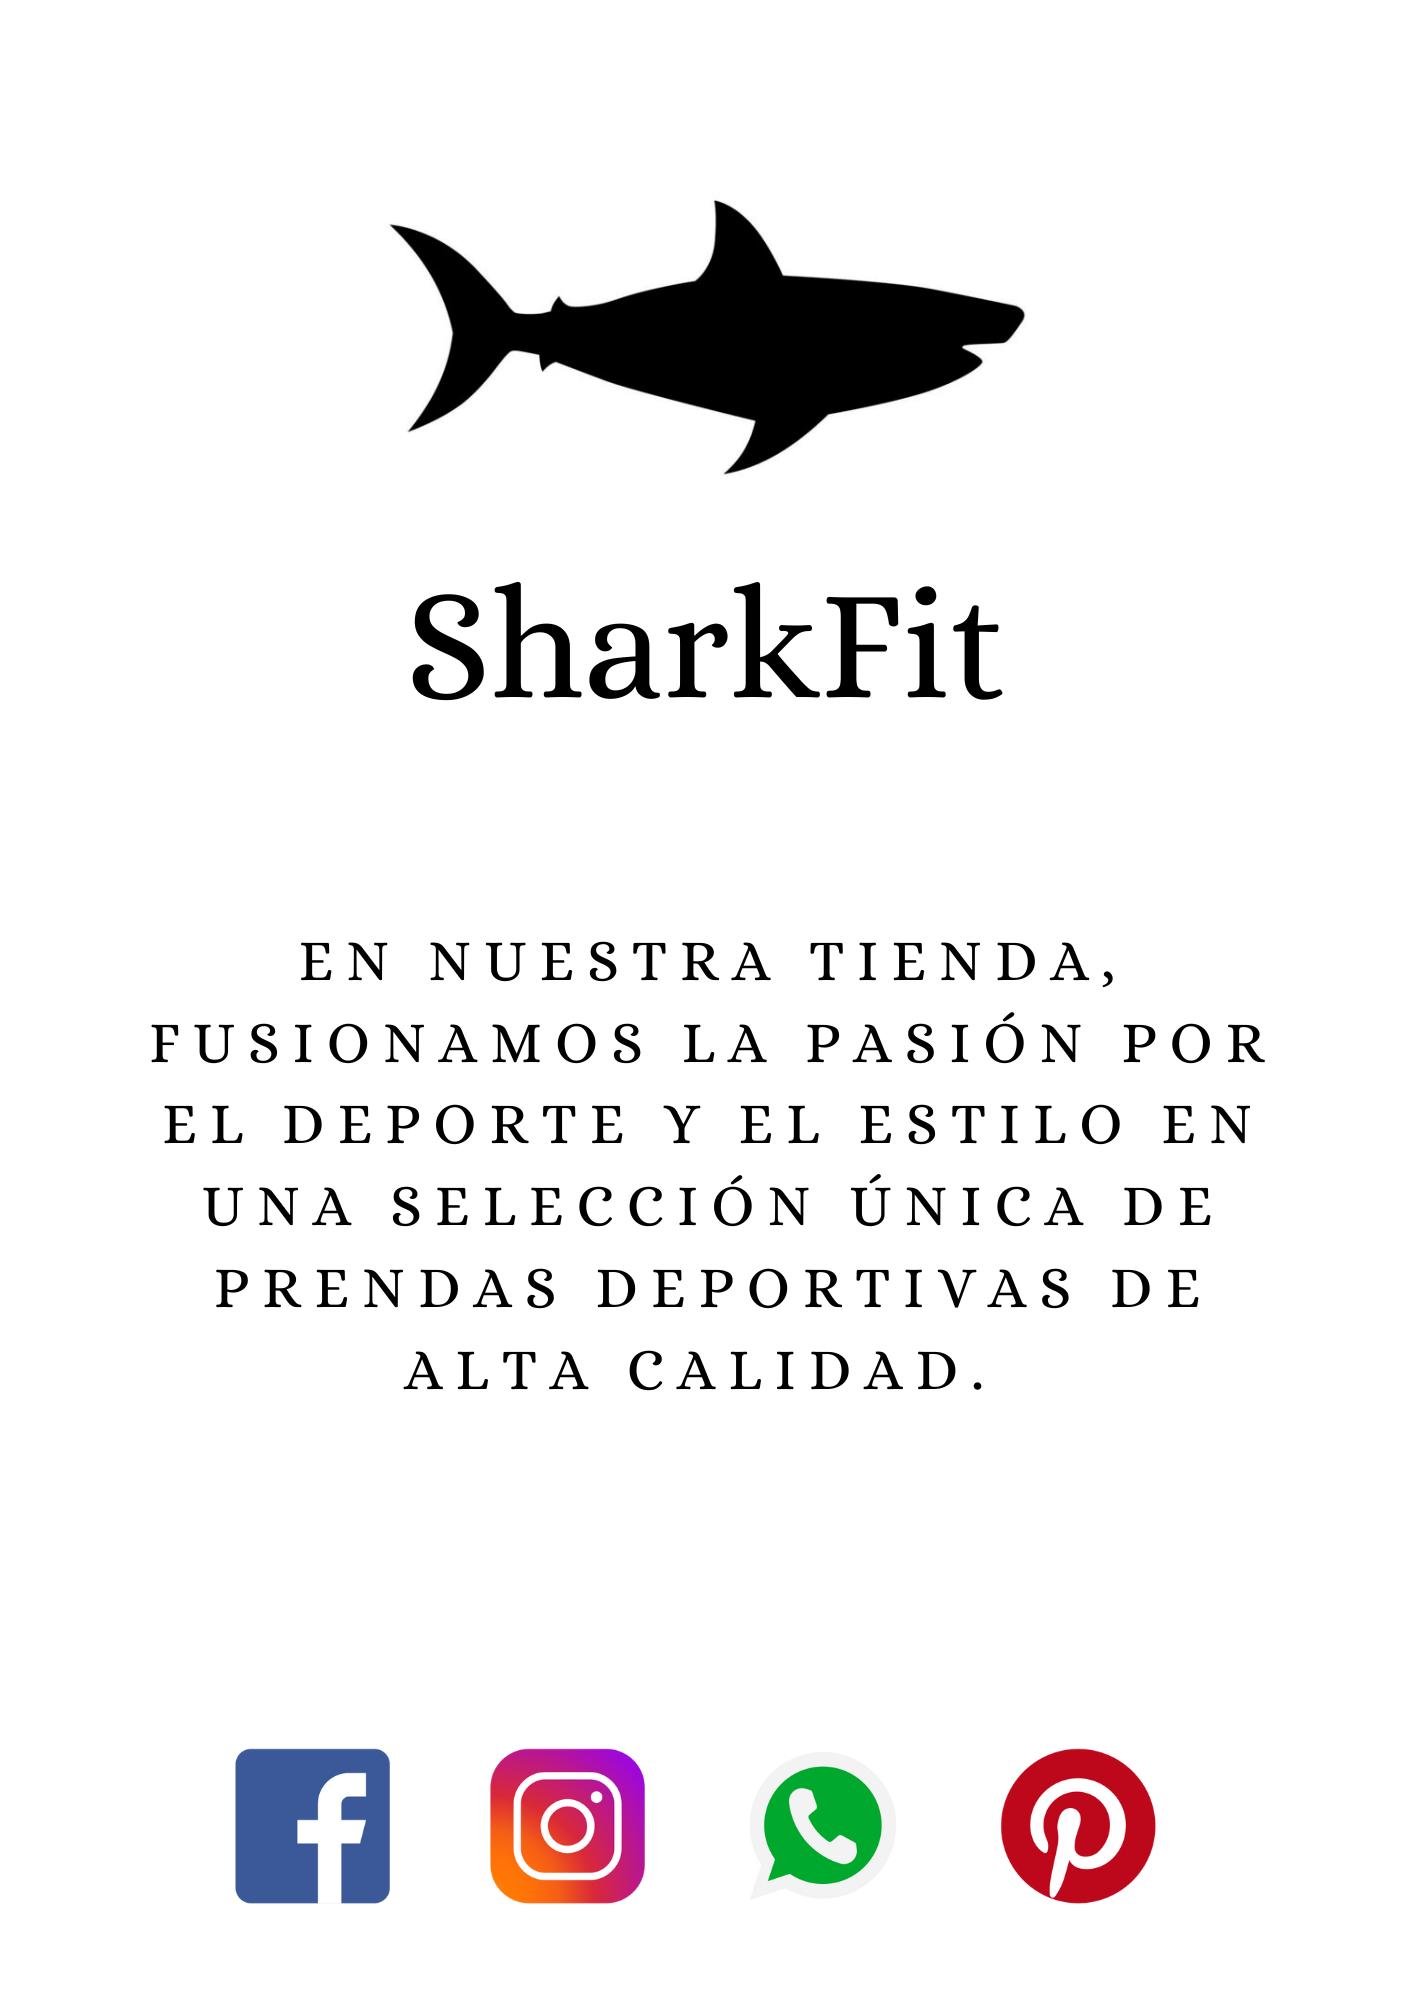 SharkFit
EN NUESTRA TIENDA,
FUSIONAMOS LA PASIÓN POR
EL DEPORTE Y EL ESTILO EN
UNA SELECCIÓN ÚNICA DE
PRENDAS DEPORTIVAS DE
ALTA CALIDAD.